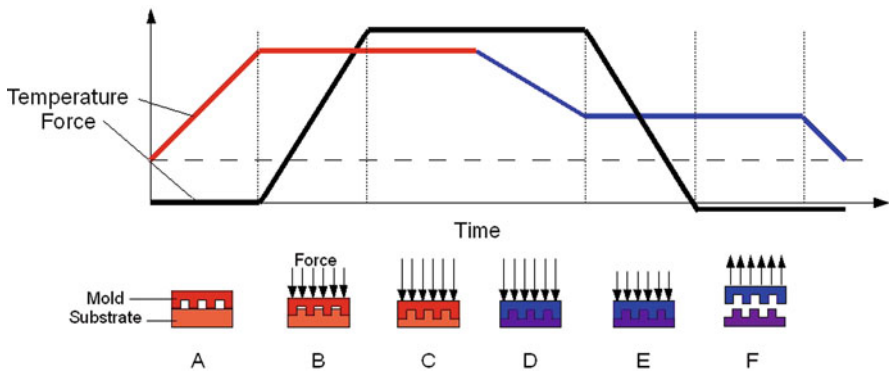 Temperature
Force
Time
Force
Mold
Substrate
A B C D E F